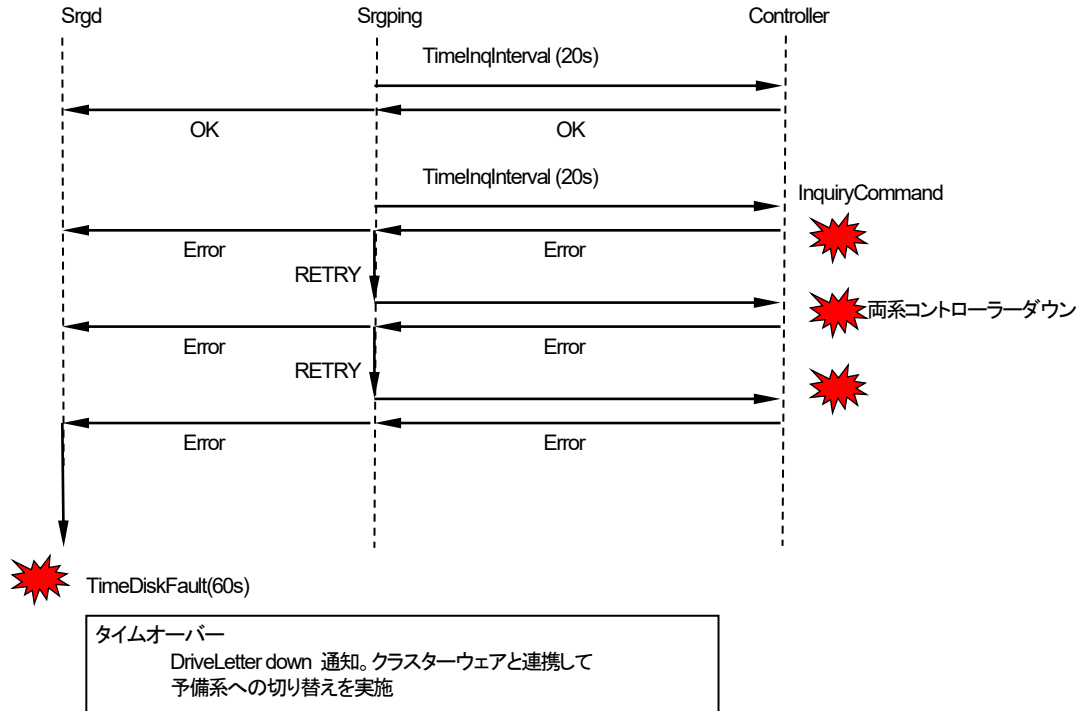 Srgd
Srgping
Controller
TimeInqInterval (20s)
OK
OK
TimeInqInterval (20s)
InquiryCommand
Error
Error
RETRY
両系コントローラーダウン
Error
Error
RETRY
Error
Error
TimeDiskFault(60s)
タイムオーバー
DriveLetter down 通知。クラスターウェアと連携して
予備系への切り替えを実施